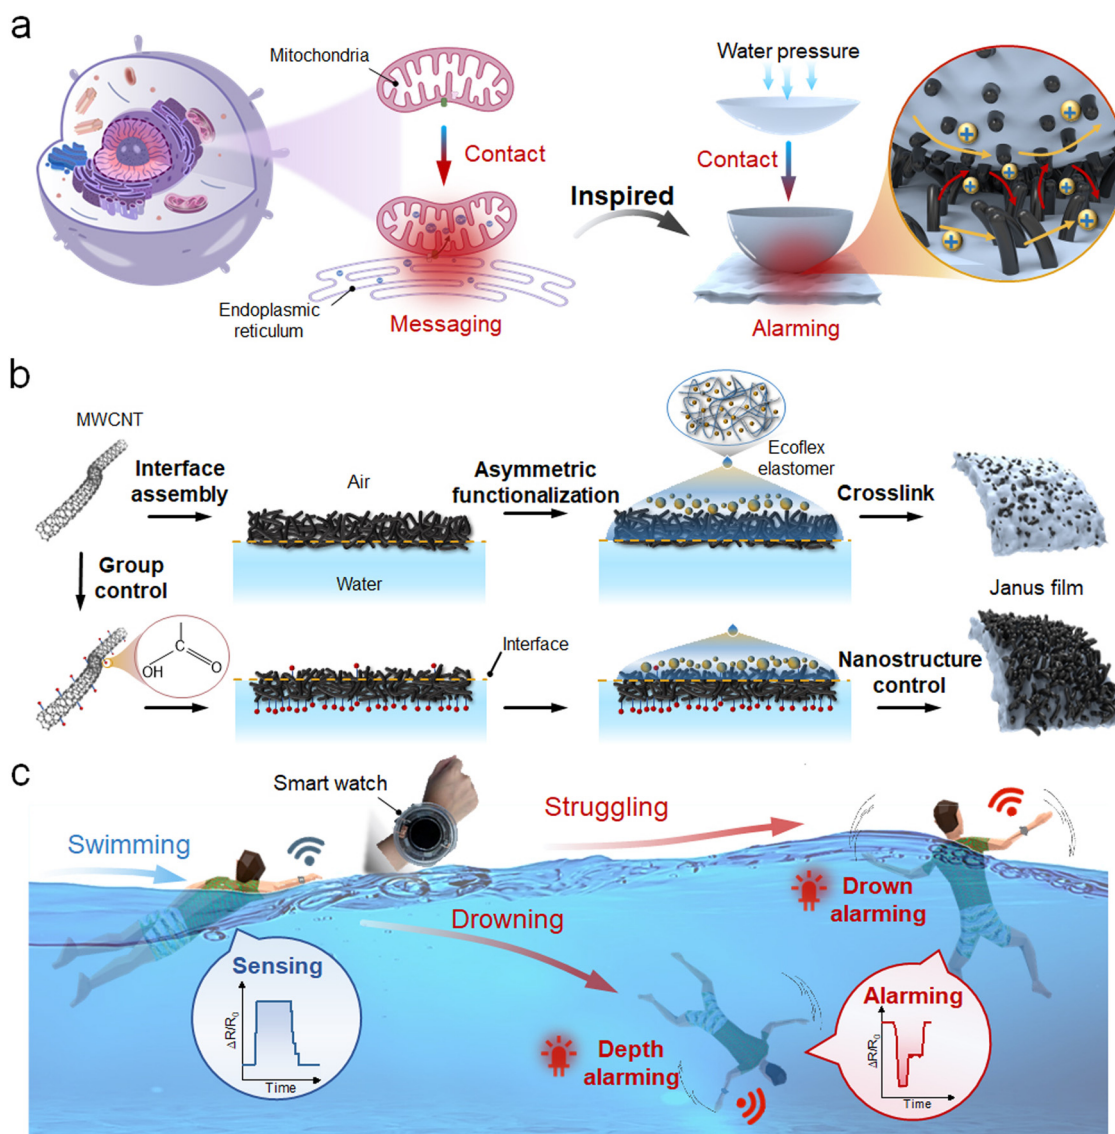 a
Mitochondria
Contact
Messaging
Endoplasmic
reticulum
Inspired
Water pressure
Contact
Alarming
b
MWCNT
Interface
assembly
Air
Water
Asymmetric
functionalization
Ecoflex
elastomer
Crosslink
Group
control
C
OH
O
Interface
Nanostructure
control
Janus film
c
Smart watch
Swimming
Struggling
Drowning
Drown
alarming
Sensing
ΔR/R0
Time
Depth
alarming
Alarming
ΔR/R0
Time